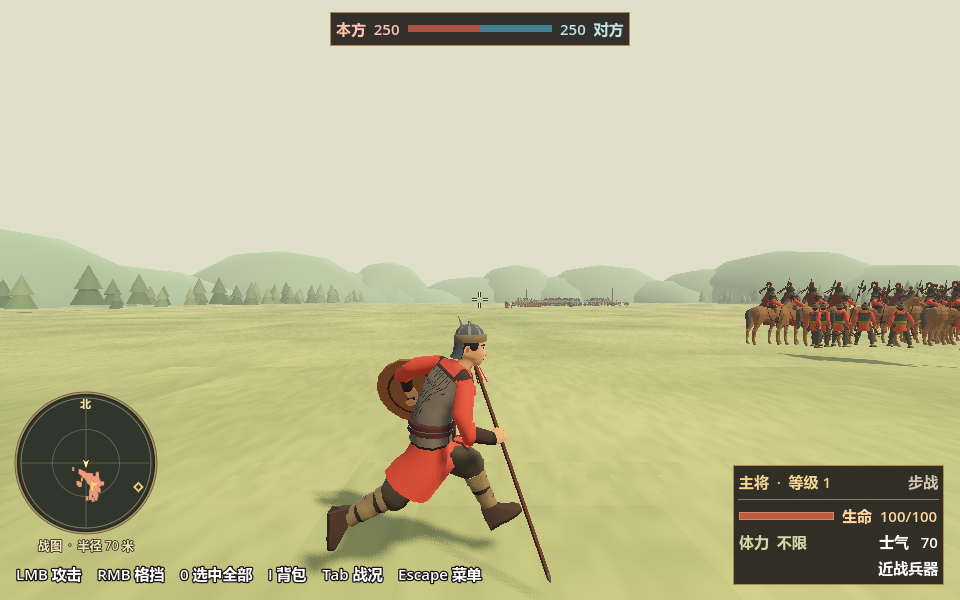 本方 250 250 对方
北
战图 · 半径 70 米
LMB 攻击 RMB 格挡 0 选中全部 I 背包 Tab 战况 Escape 菜单
主将 · 等级 1 步战
生命 100/100
体力 不限 士气 70
近战兵器